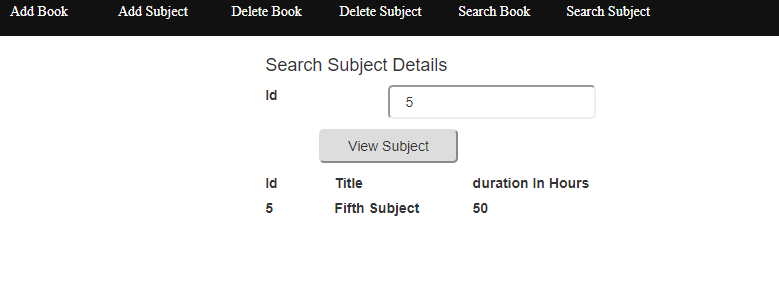 Add Book Add Subject Delete Book Delete Subject Search Book Search Subject
Search Subject Details
Id 5
View Subject
Id Title duration In Hours
5 Fifth Subject 50